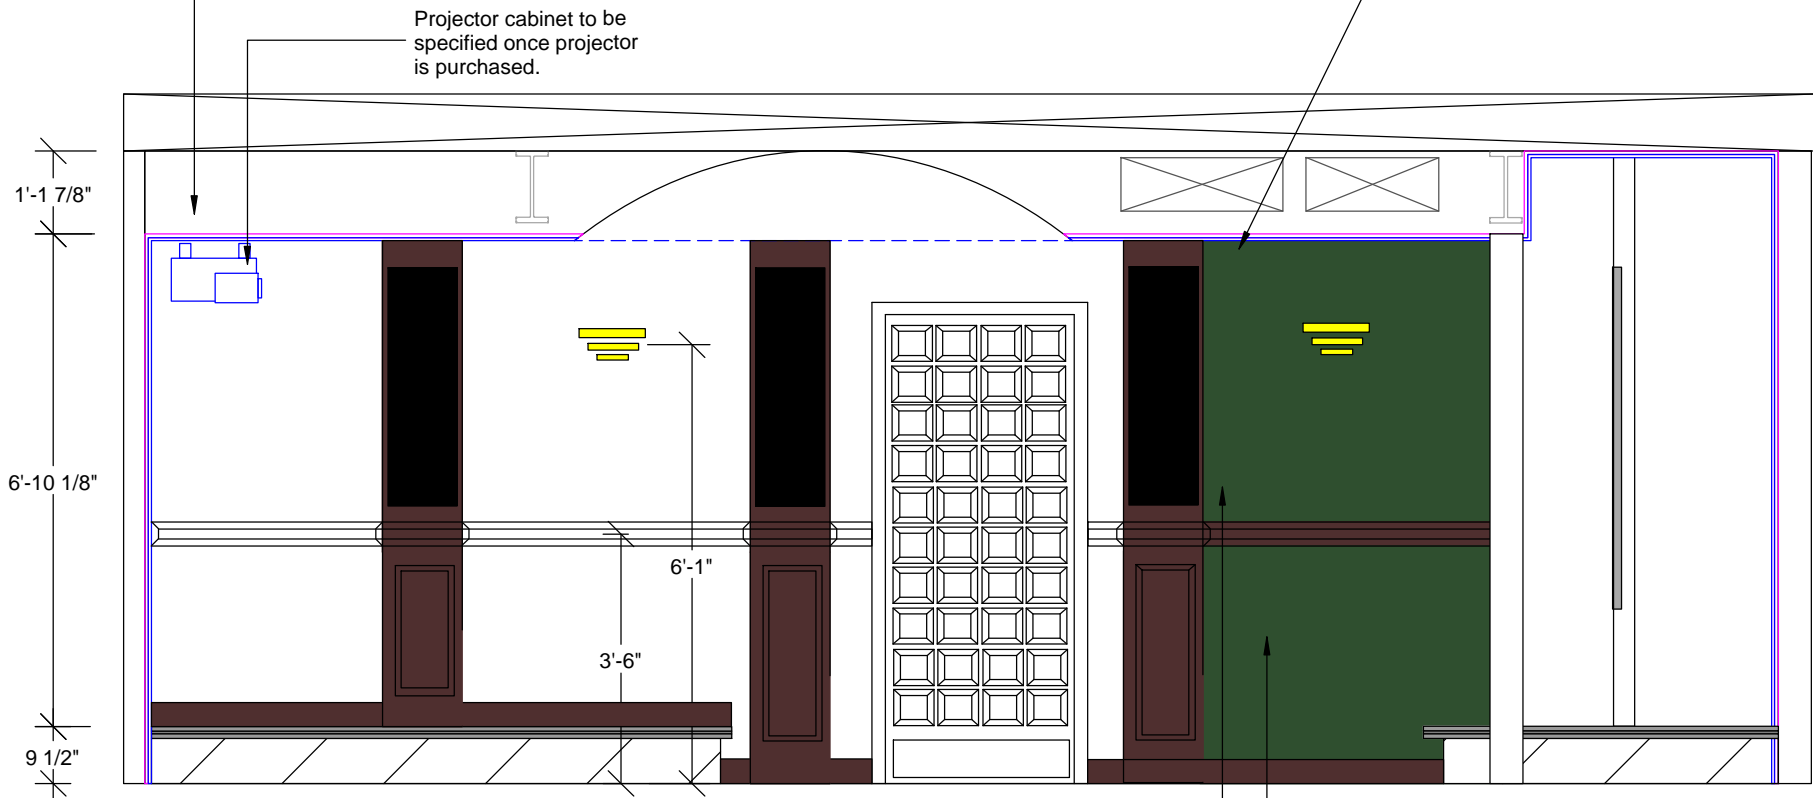 Projector cabinet to be
specified once projector
is purchased.
1'-1 7/8"
6'-10 1/8"
6'-1"
3'-6"
9 1/2"